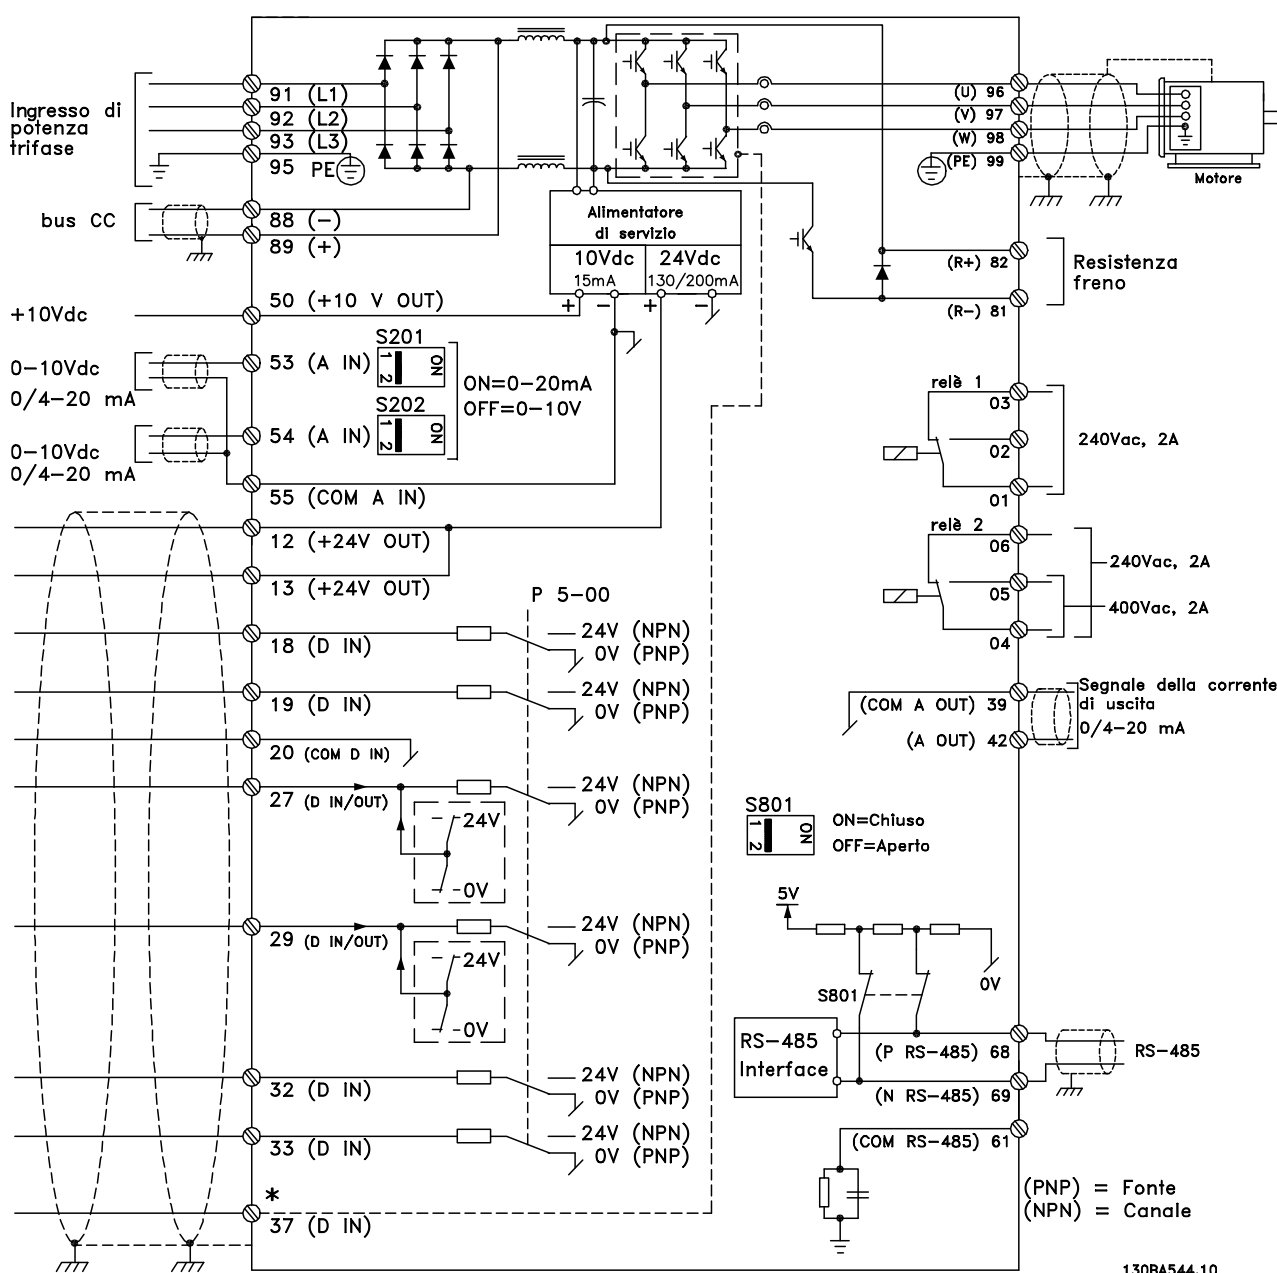 Ingresso di
potenza
trifase
91 (L1)
92 (L2)
93 (L3)
95 PE
bus CC
88 (−)
89 (+)
+10Vdc
50 (+10 V OUT)
0−10Vdc
0/4−20 mA
53 (A IN)
S201
1
2
ON
ON=0−20mA
OFF=0−10V
S202
1
2
ON
0−10Vdc
0/4−20 mA
54 (A IN)
55 (COM A IN)
12 (+24V OUT)
13 (+24V OUT)
P 5−00
18 (D IN)
24V (NPN)
0V (PNP)
19 (D IN)
24V (NPN)
0V (PNP)
20 (COM D IN)
27 (D IN/OUT)
24V (NPN)
0V (PNP)
24V
0V
29 (D IN/OUT)
24V (NPN)
0V (PNP)
24V
0V
32 (D IN)
24V (NPN)
0V (PNP)
33 (D IN)
24V (NPN)
0V (PNP)
*
37 (D IN)
Alimentatore
di servizio
10Vdc
15mA
24Vdc
130/200mA
+ − + −
(U) 96
(V) 97
(W) 98
(PE) 99
Motore
(R+) 82
Resistenza
freno
(R−) 81
relè 1
03
02
01
240Vac, 2A
relè 2
06
05
04
240Vac, 2A
400Vac, 2A
(COM A OUT) 39
(A OUT) 42
Segnale della corrente
di uscita
0/4−20 mA
S801
1
2
ON
ON=Chiuso
OFF=Aperto
5V
0V
S801
RS−485
Interface
(P RS−485) 68
(N RS−485) 69
(COM RS−485) 61
RS−485
(PNP) = Fonte
(NPN) = Canale
130BA544.10